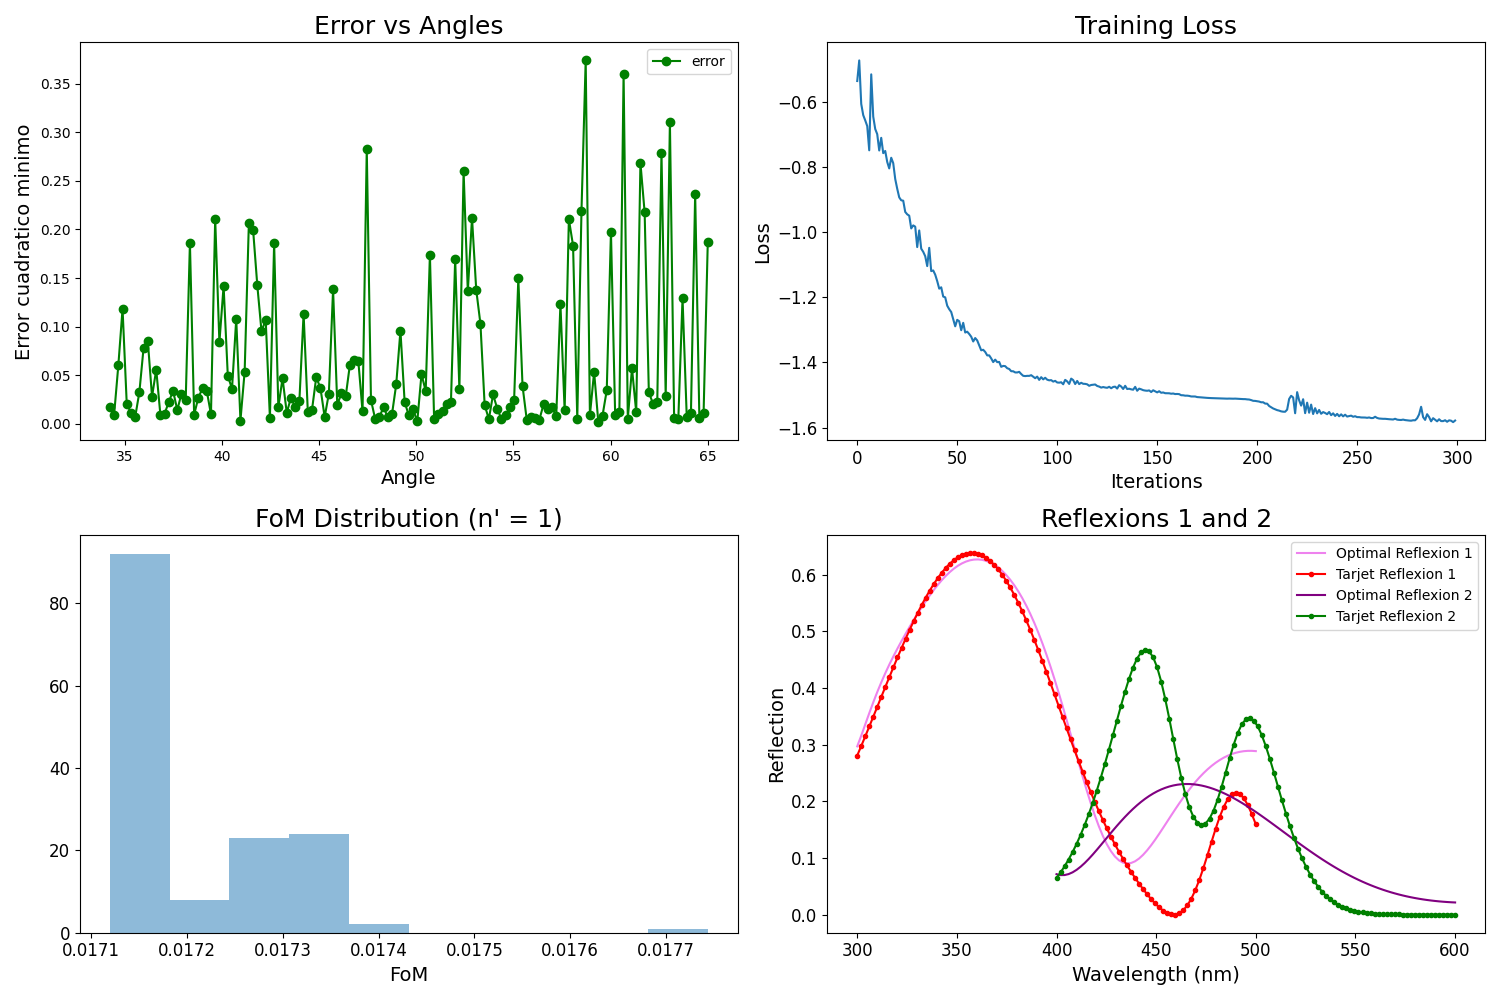 Error vs Angles
error
Error cuadratico minimo
0.35
0.30
0.25
0.20
0.15
0.10
0.05
0.00
35 40 45 50 55 60 65
Angle
Training Loss
Loss
−0.6
−0.8
−1.0
−1.2
−1.4
−1.6
0 50 100 150 200 250 300
Iterations
FoM Distribution (n' = 1)
80
60
40
20
0
0.0171 0.0172 0.0173 0.0174 0.0175 0.0176 0.0177
FoM
Reflexions 1 and 2
Optimal Reflexion 1
Tarjet Reflexion 1
Optimal Reflexion 2
Tarjet Reflexion 2
Reflection
0.6
0.5
0.4
0.3
0.2
0.1
0.0
300 350 400 450 500 550 600
Wavelength (nm)